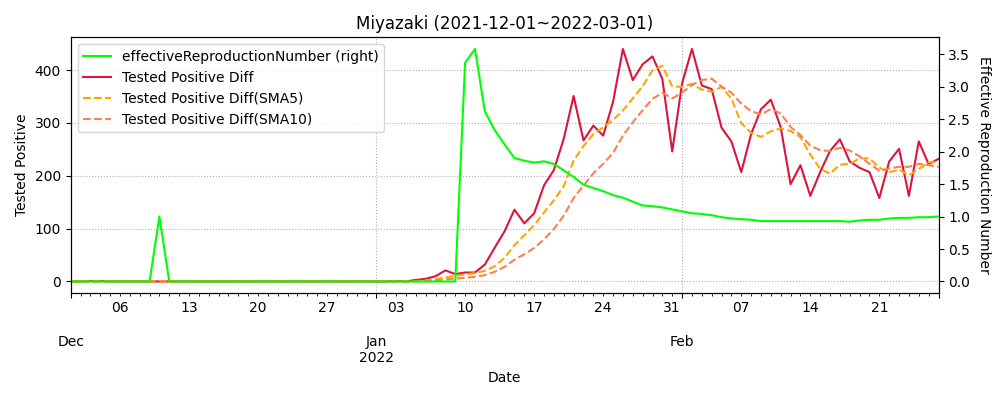 Miyazaki (2021-12-01~2022-03-01)
effectiveReproductionNumber (right)
Tested Positive Diff
Tested Positive Diff(SMA5)
Tested Positive Diff(SMA10)
Tested Positive
400
300
200
100
0
Effective Reproduction Number
3.5
3.0
2.5
2.0
1.5
1.0
0.5
0.0
06 13 20 27 03 10 17 24 31 07 14 21
Dec Jan Feb
2022
Date